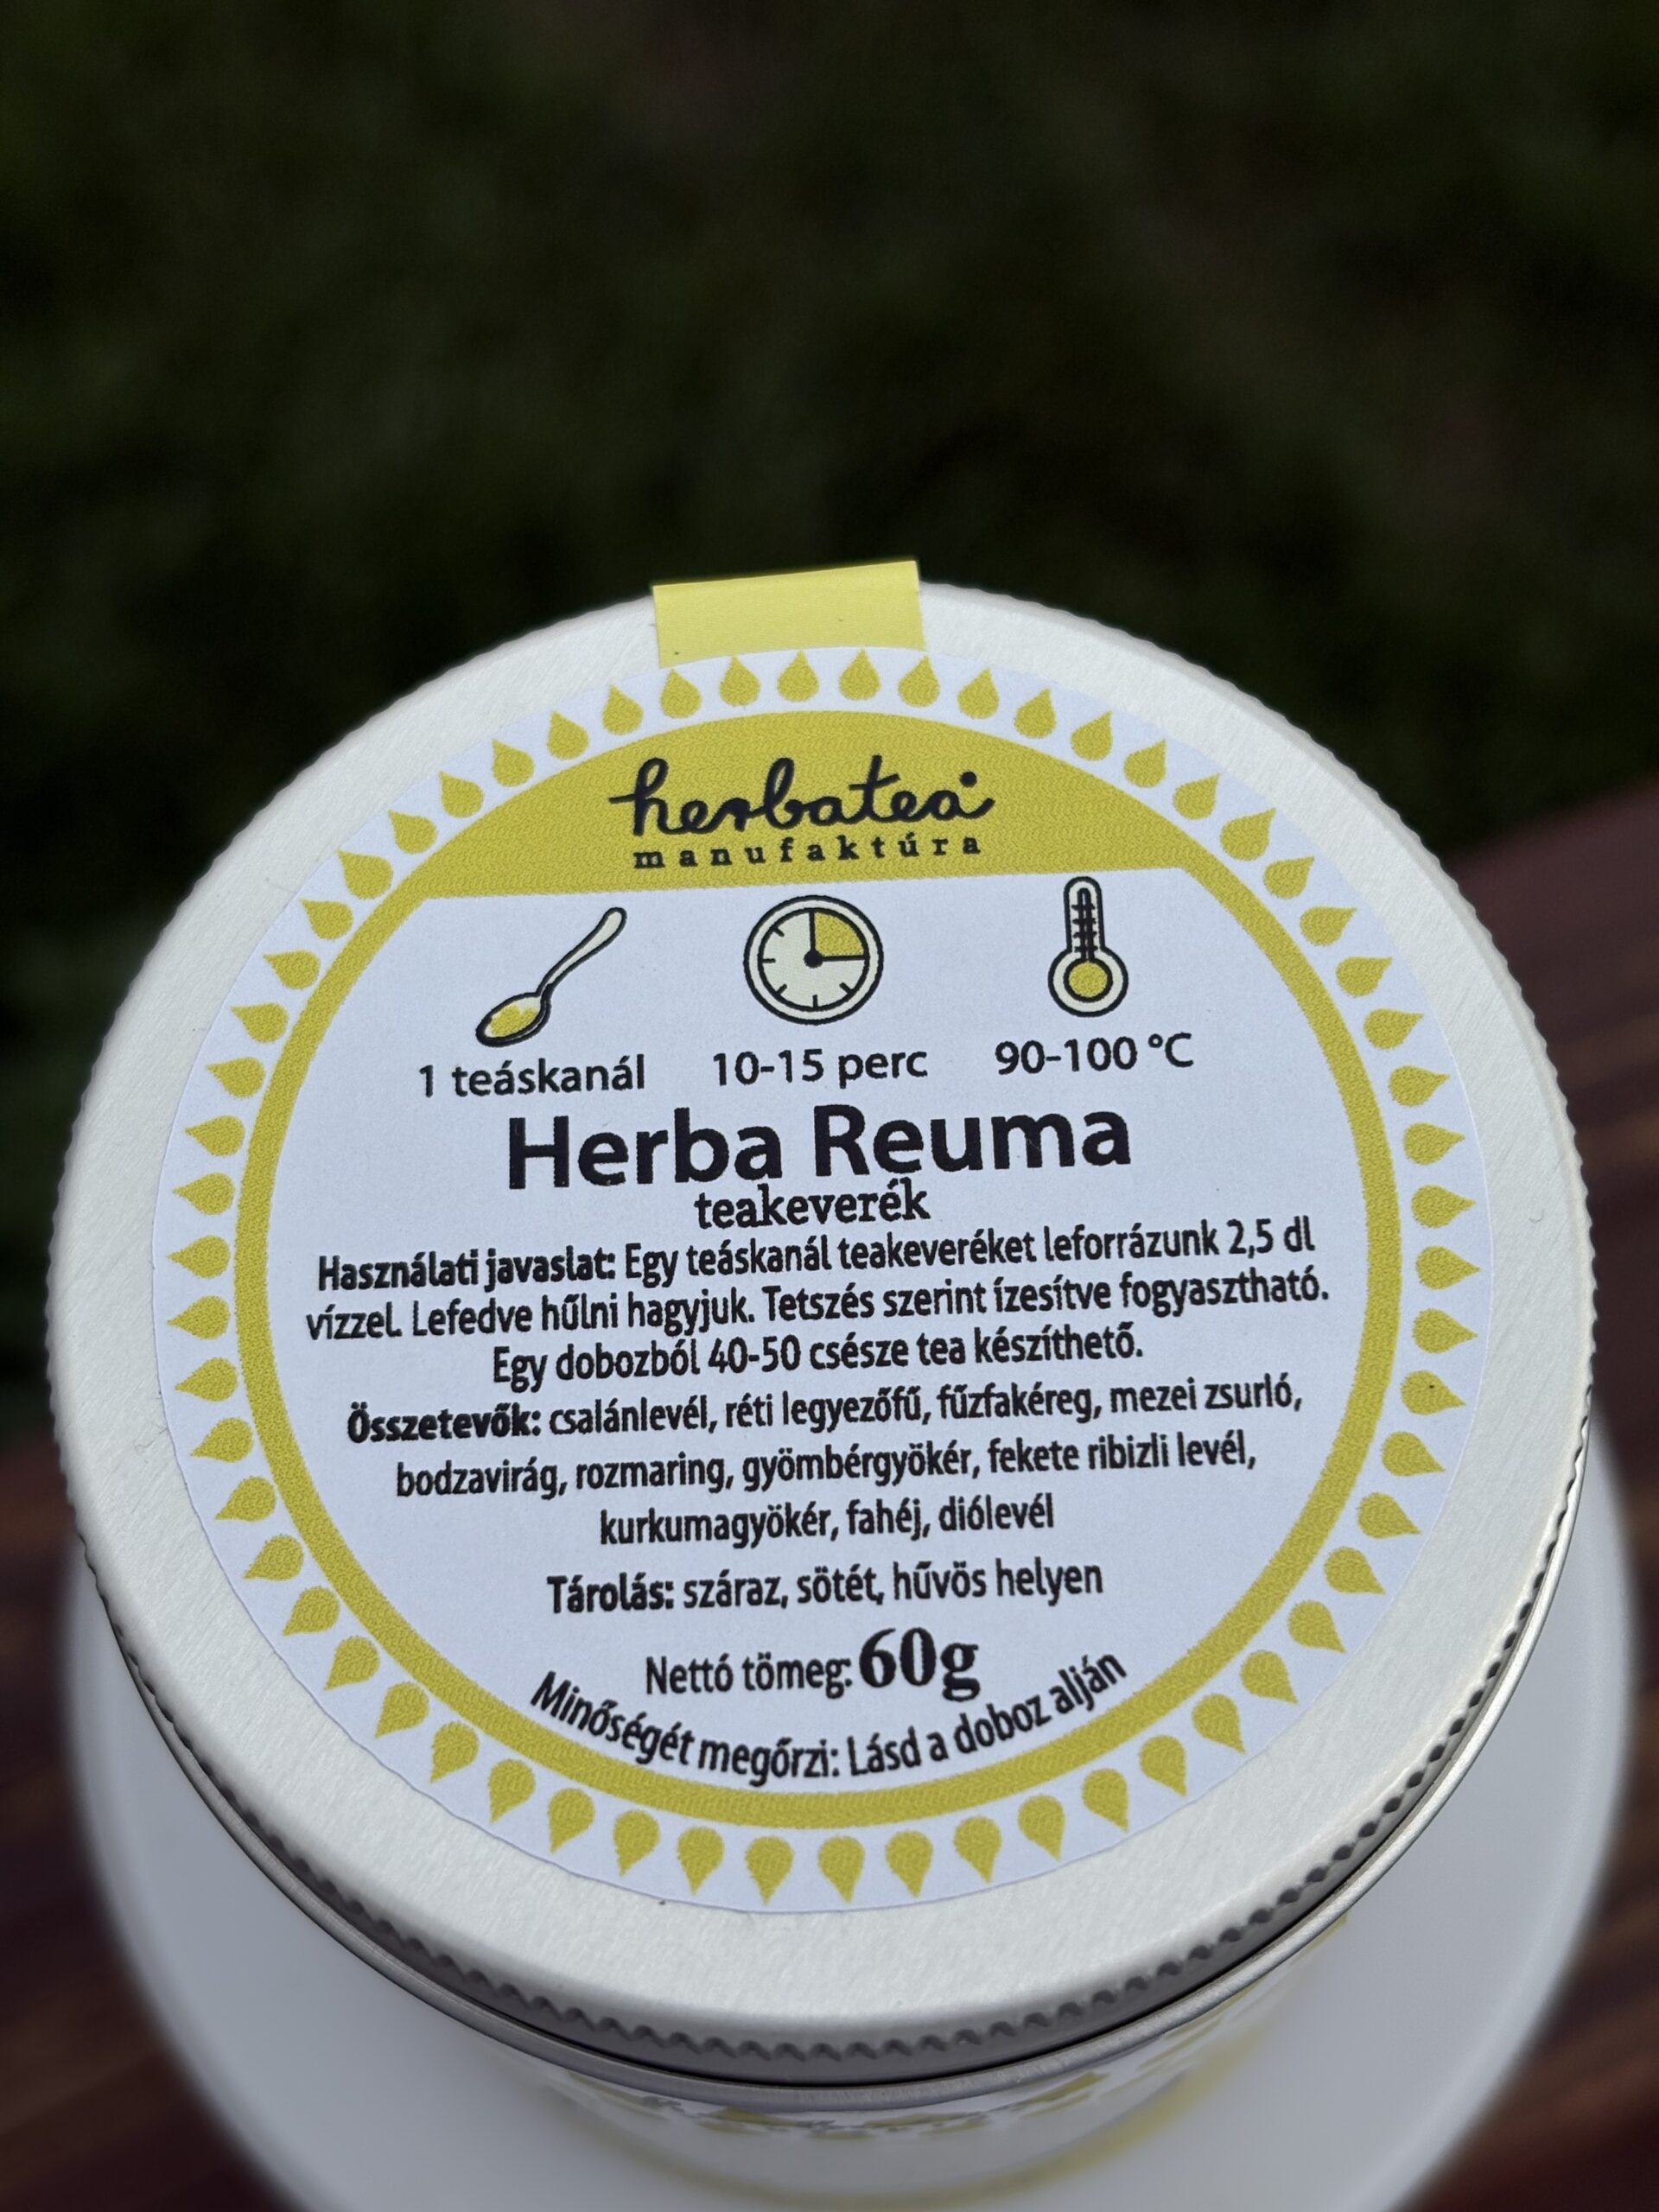 herbatea
manufaktúra
1 teáskanál 10-15 perc 90-100 °C
Herba Reuma
teakeverék
Használati javaslat: Egy teáskanál teakeveréket leforrázunk 2,5 dl
vízzel. Lefedve hűlni hagyjuk. Tetszés szerint ízesítve fogyasztható.
Egy dobozból 40-50 csésze tea készíthető.
Összetevők: csalánlevél, réti legyezőfű, fűzfakéreg, mezei zsurló,
bodzavirág, rozmaring, gyömbérgyökér, fekete ribizli levél,
kurkumagyökér, fahéj, diólevél
Tárolás: száraz, sötét, hűvös helyen
Nettó tömeg: 60g
Minőségét megőrzi: Lásd a doboz alján